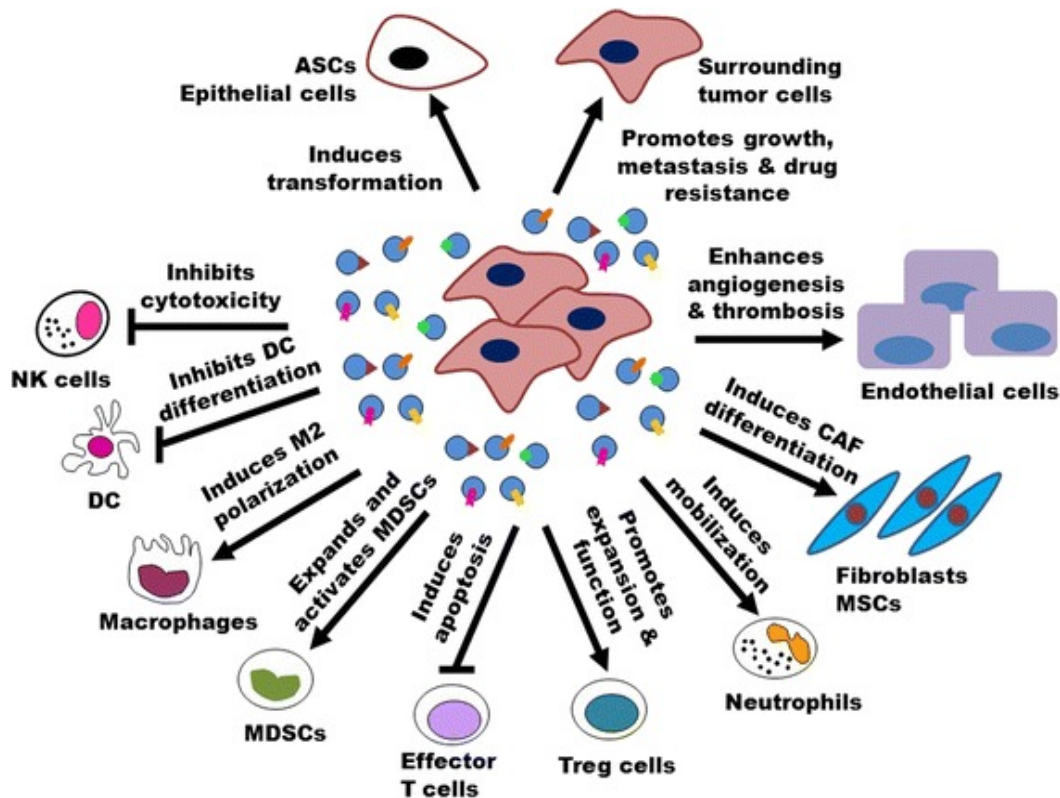 ASCs
Epithelial cells
Surrounding
tumor cells
Induces
transformation
Promotes growth,
metastasis & drug
resistance
Inhibits
cytotoxicity
NK cells
Enhances
angiogenesis
& thrombosis
Endothelial cells
Inhibits DC
differentiation
DC
Induces CAF
differentiation
Fibroblasts
MSCs
Induces M2
polarization
Macrophages
Expands and
activates MDSCs
MDSCs
Induces
apoptosis
Effector
T cells
Promotes
expansion &
function
Treg cells
Induces
mobilization
Neutrophils